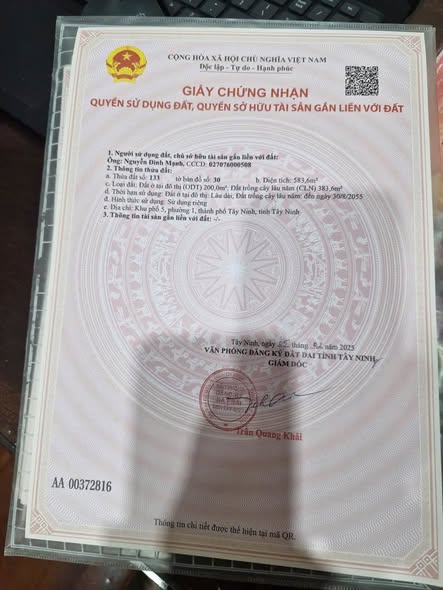 CỘNG HÒA XÃ HỘI CHỦ NGHĨA VIỆT NAM
Độc lập - Tự do - Hạnh phúc
GIẤY CHỨNG NHẬN
QUYỀN SỬ DỤNG ĐẤT, QUYỀN SỞ HỮU TÀI SẢN GẮN LIỀN VỚI ĐẤT
1. Người sử dụng đất, chủ sở hữu tài sản gắn liền với đất:
Ông: Nguyễn Đình Mạnh, CCCD: 027076000508
2. Thông tin thửa đất:
a. Thửa đất số: 133 tờ bản đồ số: 30 b. Diện tích: 583,6m²
c. Loại đất: Đất ở tại đô thị (ODT) 200,0m²; Đất trồng cây lâu năm (CLN) 383,6m²
d. Thời hạn sử dụng: Đất ở tại đô thị: Lâu dài; Đất trồng cây lâu năm: đến ngày 30/8/2055
đ. Hình thức sử dụng: Sử dụng riêng
e. Địa chỉ: Khu phố 5, phường 1, thành phố Tây Ninh, tỉnh Tây Ninh
3. Thông tin tài sản gắn liền với đất: -/-
Tây Ninh, ngày tháng năm 2025
VĂN PHÒNG ĐĂNG KÝ ĐẤT ĐAI TỈNH TÂY NINH
GIÁM ĐỐC
Trần Quang Khải
AA 00372816
Thông tin chi tiết được thể hiện tại mã QR.